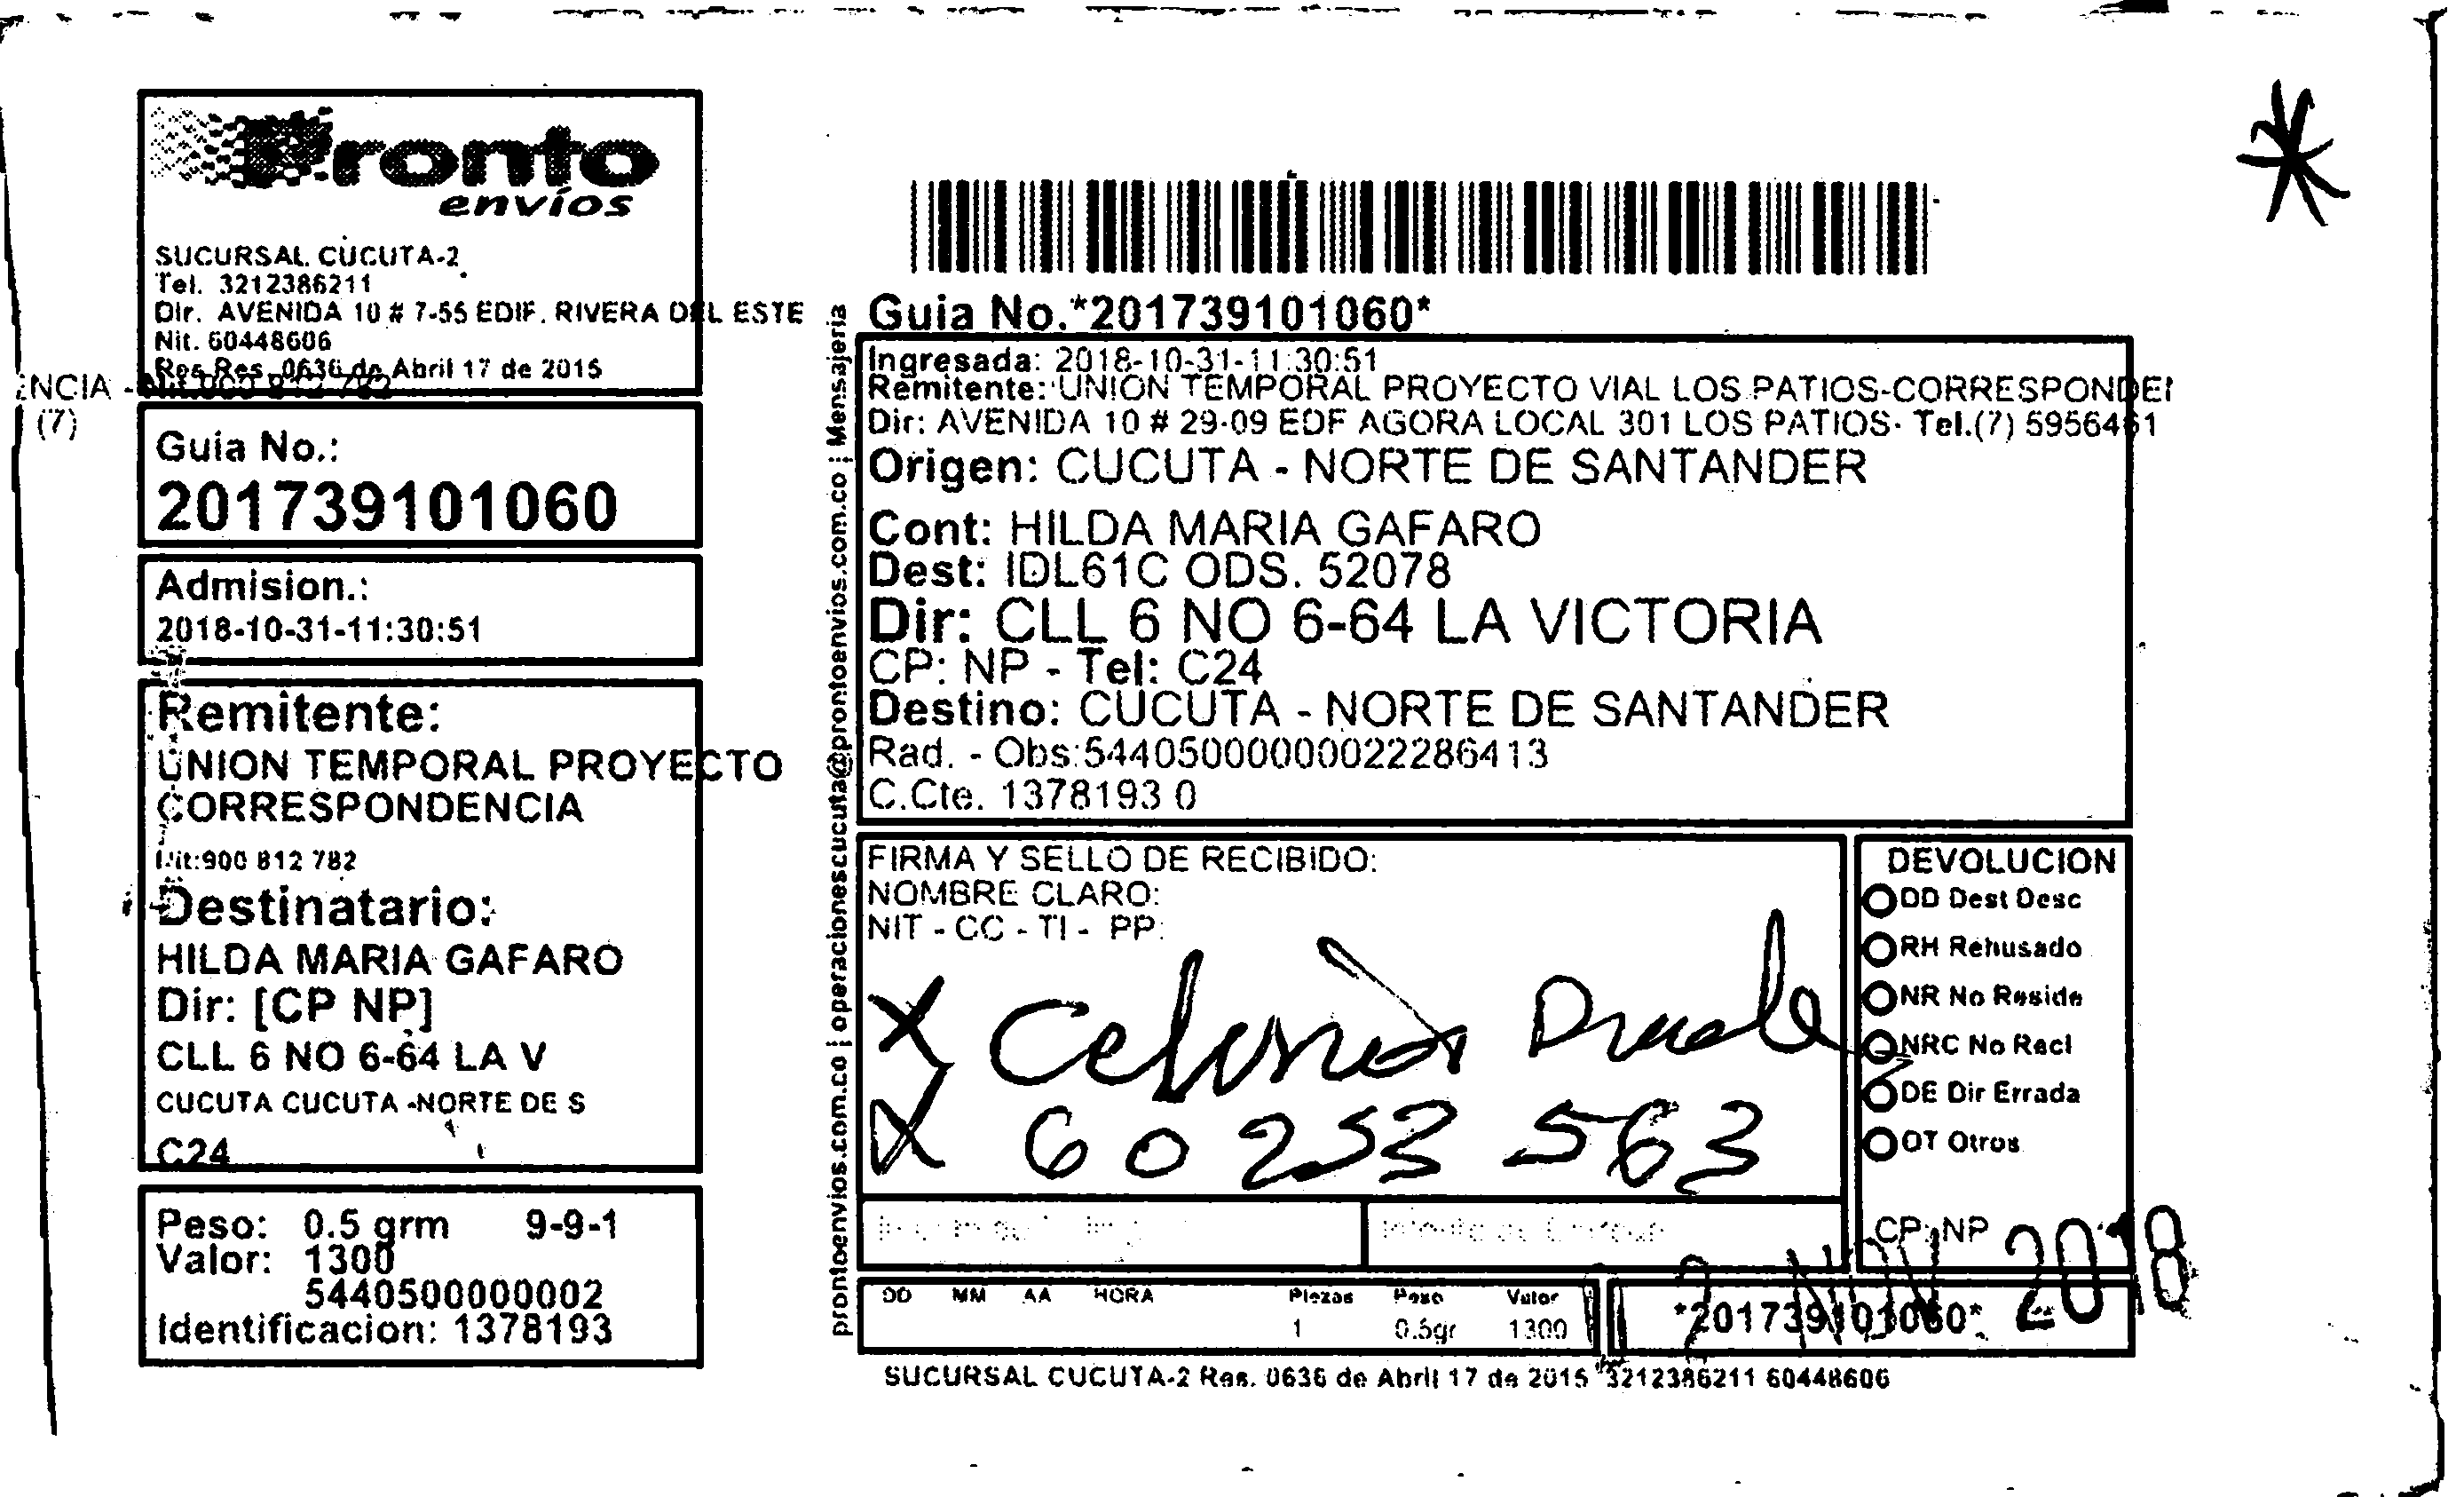 Pronto
envíos
SUCURSAL CUCUTA-2
Tel. 3212386211
Dir. AVENIDA 10 # 7-55 EDIF. RIVERA DEL ESTE
Nit. 60448606
Res Res. 0636 de Abril 17 de 2015
ENCIA - Nit.900 812 782
(7)
Guia No.:
201739101060
Admision.:
2018-10-31-11:30:51
Remitente:
UNION TEMPORAL PROYECTO
CORRESPONDENCIA
Nit:900 812 782
Destinatario:
HILDA MARIA GAFARO
Dir: [CP NP]
CLL 6 NO 6-64 LA V
CUCUTA CUCUTA -NORTE DE S
C24
Peso: 0.5 grm 9-9-1
Valor: 1300
5440500000002
Identificacion: 1378193
prontoenvios.com.co | operacionescucuta@prontoenvios.com.co | Mensajeria
Guia No.*201739101060*
Ingresada: 2018-10-31-11:30:51
Remitente: UNION TEMPORAL PROYECTO VIAL LOS PATIOS-CORRESPONDEN
Dir: AVENIDA 10 # 29-09 EDF AGORA LOCAL 301 LOS PATIOS- Tel.(7) 5956461
Origen: CUCUTA - NORTE DE SANTANDER
Cont: HILDA MARIA GAFARO
Dest: IDL61C ODS. 52078
Dir: CLL 6 NO 6-64 LA VICTORIA
CP: NP - Tel: C24
Destino: CUCUTA - NORTE DE SANTANDER
Rad. - Obs:544050000000022286413
C.Cte. 1378193 0
FIRMA Y SELLO DE RECIBIDO:
NOMBRE CLARO:
NIT - CC - TI - PP:
X
X 60253563
DEVOLUCION
DD Dest Desc
RH Rehusado
NR No Reside
NRC No Recl
DE Dir Errada
OT Otros
CP: NP
2 NOV 2018
DD MM AA HORA Piezas Peso Valor
1 0.5gr 1300
*201739101060*
SUCURSAL CUCUTA-2 Res. 0636 de Abril 17 de 2015 3212386211 60448606